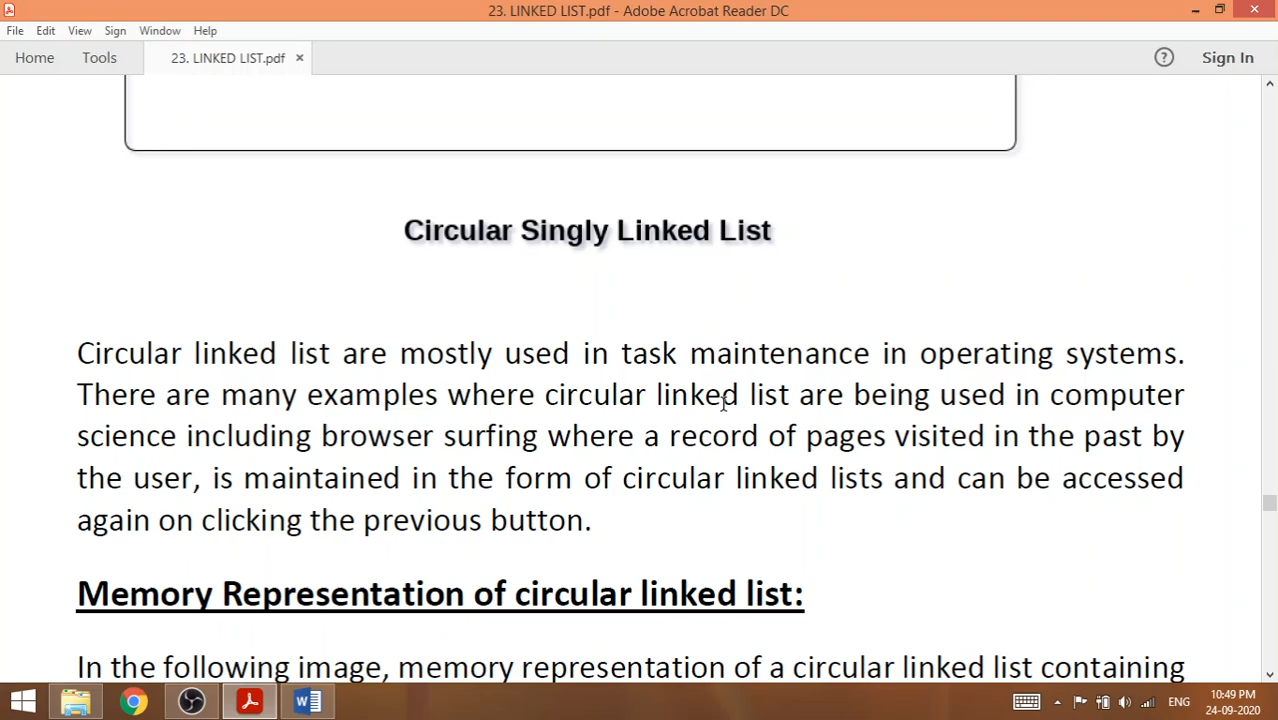 23. LINKED LIST.pdf - Adobe Acrobat Reader DC
File Edit View Sign Window Help
Home Tools 23. LINKED LIST.pdf × ? Sign In
Circular Singly Linked List
Circular linked list are mostly used in task maintenance in operating systems.
There are many examples where circular linked list are being used in computer
science including browser surfing where a record of pages visited in the past by
the user, is maintained in the form of circular linked lists and can be accessed
again on clicking the previous button.
Memory Representation of circular linked list:
In the following image, memory representation of a circular linked list containing
ENG
10:49 PM
24-09-2020